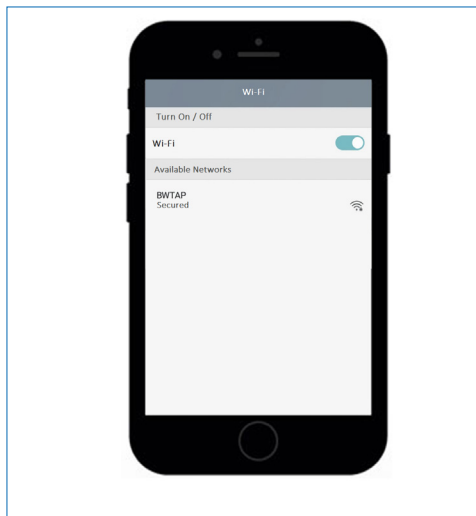 Wi-Fi
Turn On / Off
Wi-Fi
Available Networks
BWTAP
Secured